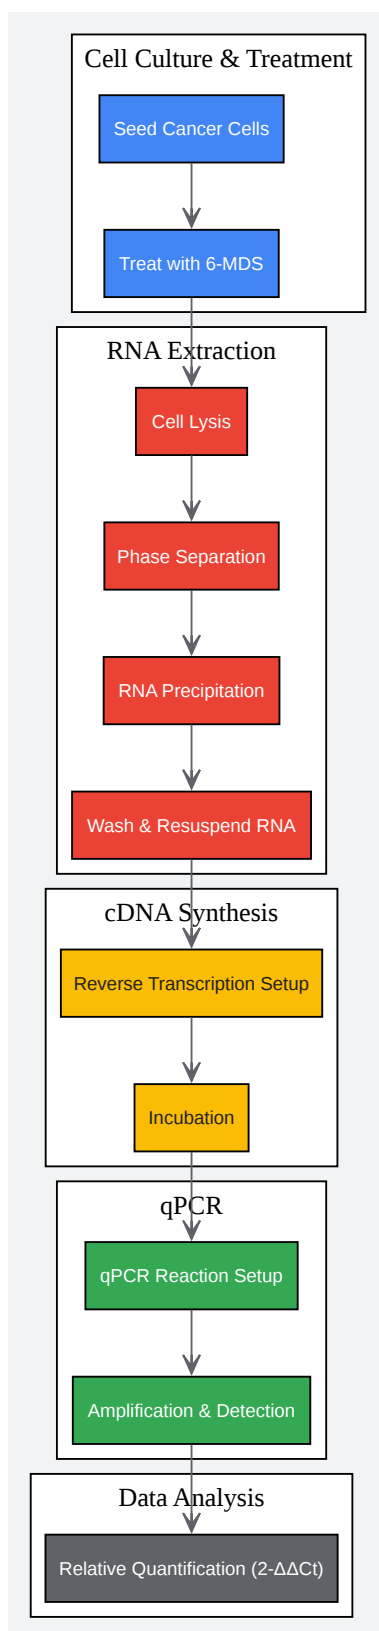 Cell Culture & Treatment
Seed Cancer Cells
Treat with 6-MDS
RNA Extraction
Cell Lysis
Phase Separation
RNA Precipitation
Wash & Resuspend RNA
cDNA Synthesis
Reverse Transcription Setup
Incubation
qPCR
qPCR Reaction Setup
Amplification & Detection
Data Analysis
Relative Quantification (2-ΔΔCt)